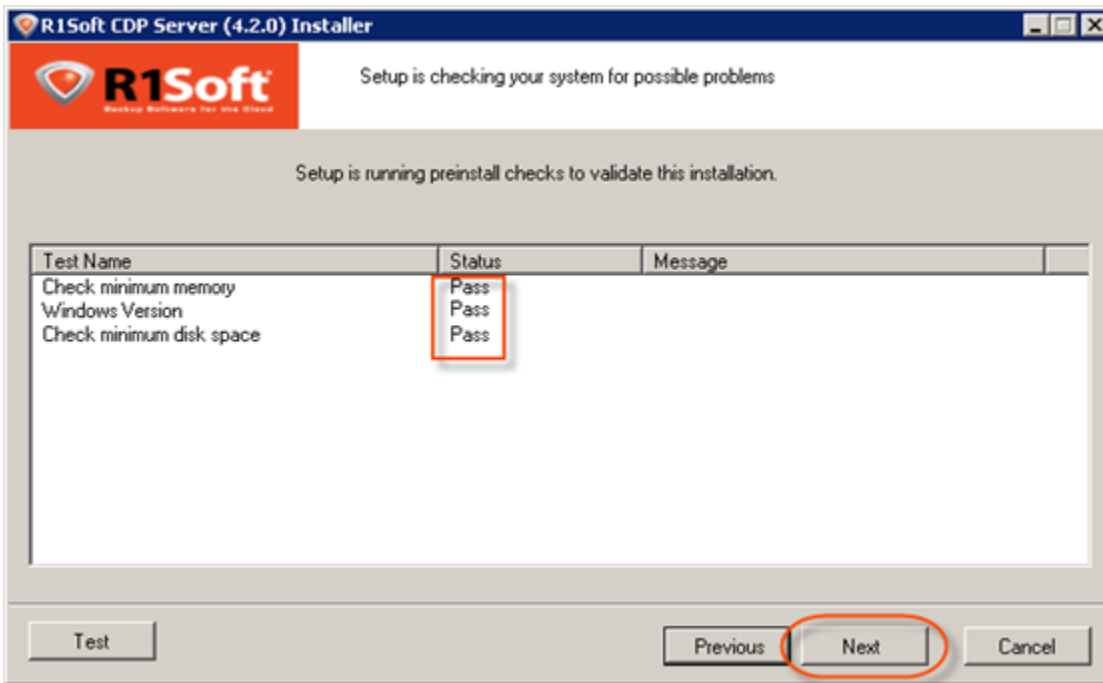 R1Soft CDP Server (4.2.0) Installer
R1Soft
Backup Software for the Cloud
Setup is checking your system for possible problems
Setup is running preinstall checks to validate this installation.
Test Name Status Message
Check minimum memory Pass
Windows Version Pass
Check minimum disk space Pass
Test Previous Next Cancel